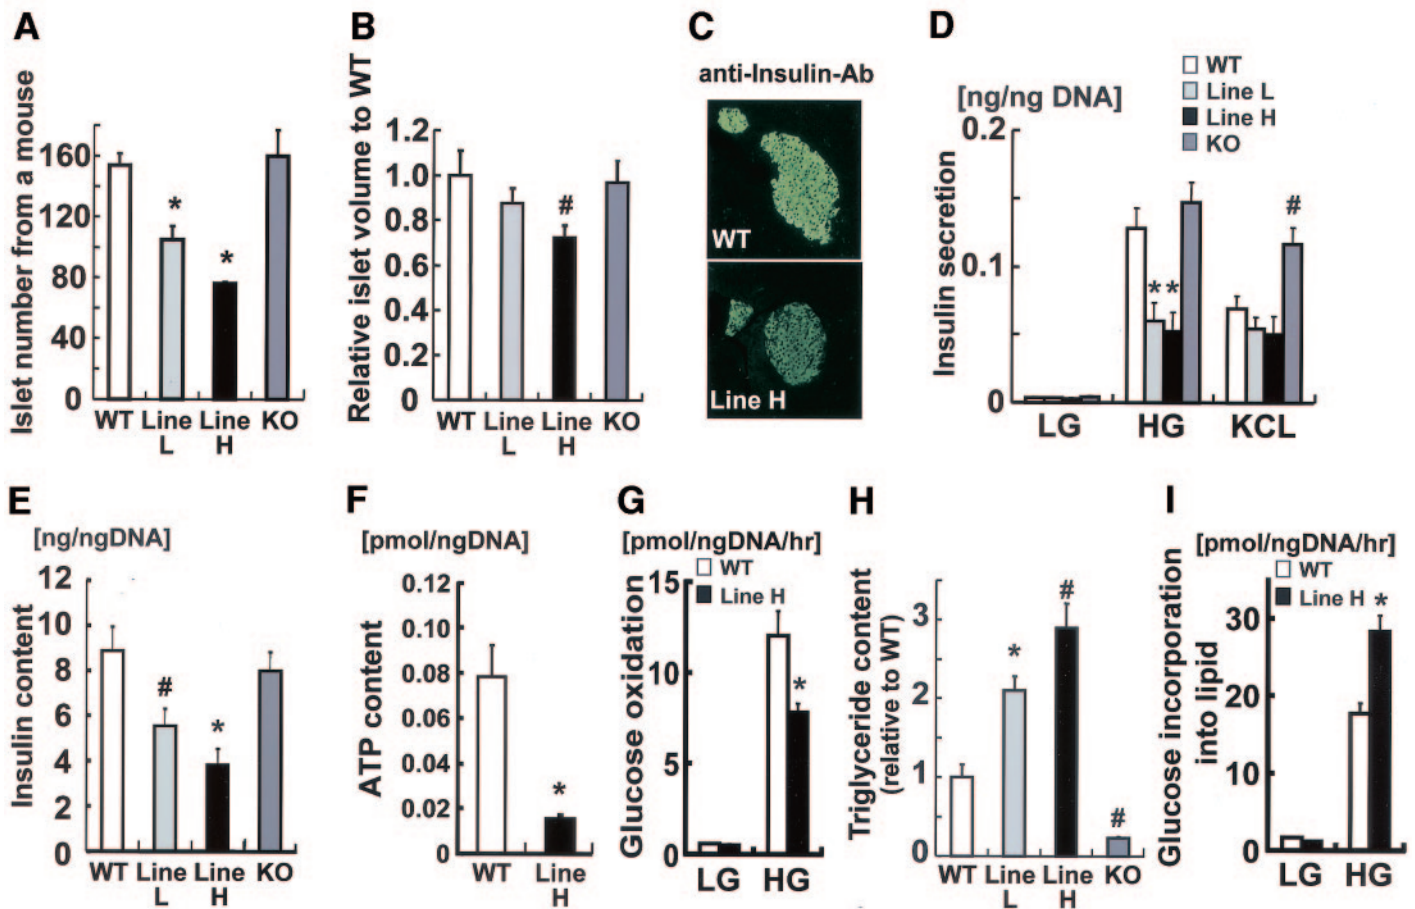 A
Islet number from a mouse
160
120
80
40
0
*
*
WT Line L Line H KO
B
Relative islet volume to WT
1.2
1.0
0.8
0.6
0.4
0.2
0
#
WT Line L Line H KO
C
anti-Insulin-Ab
WT
Line H
D
WT
Line L
Line H
KO
[ng/ng DNA]
Insulin secretion
0.2
0.1
0
**
#
LG HG KCL
E
[ng/ngDNA]
Insulin content
12
10
8
6
4
2
0
#
*
WT Line L Line H KO
F
[pmol/ngDNA]
ATP content
0.12
0.10
0.08
0.06
0.04
0.02
0
*
WT Line H
G
[pmol/ngDNA/hr]
WT
Line H
Glucose oxidation
15
10
5
0
*
LG HG
H
Triglyceride content
(relative to WT)
3
2
1
0
*
#
#
WT Line L Line H KO
I
[pmol/ngDNA/hr]
WT
Line H
*
Glucose incorporation
into lipid
30
20
10
0
LG HG